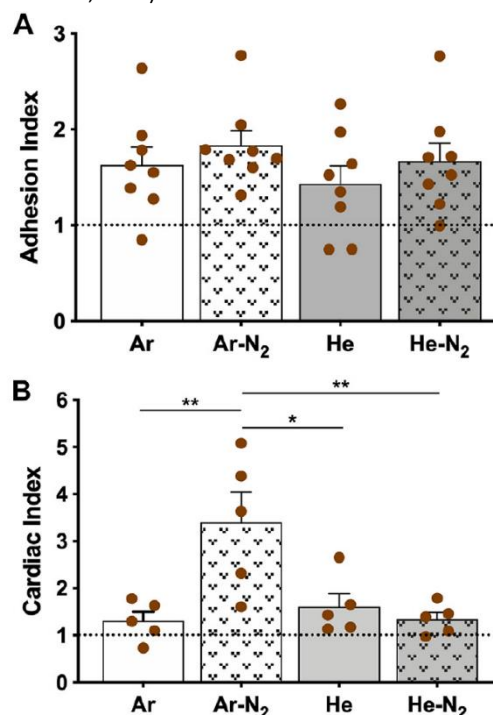 A
Adhesion Index
3
2
1
0
Ar
Ar-N₂
He
He-N₂
B
Cardiac Index
6
5
4
3
2
1
0
**
**
*
Ar
Ar-N₂
He
He-N₂